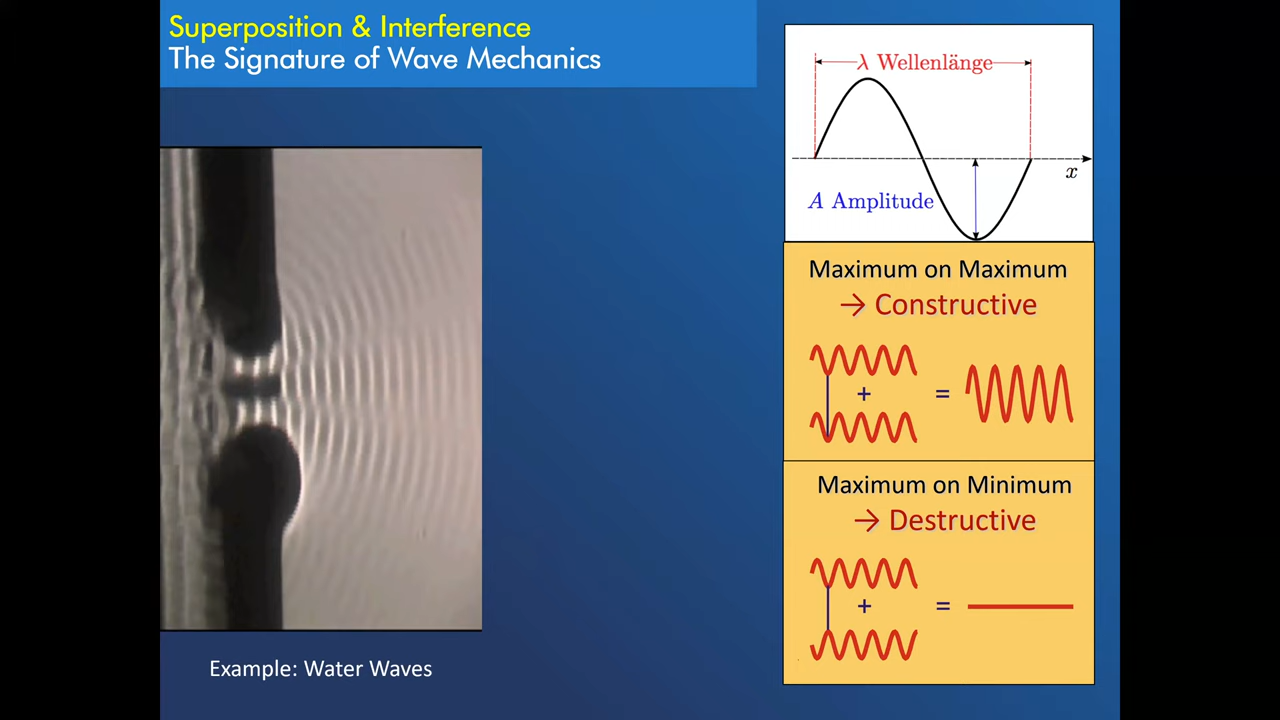 Superposition & Interference
The Signature of Wave Mechanics
λ Wellenlänge
x
A Amplitude
Maximum on Maximum
→ Constructive
+ =
Maximum on Minimum
→ Destructive
+ =
Example: Water Waves